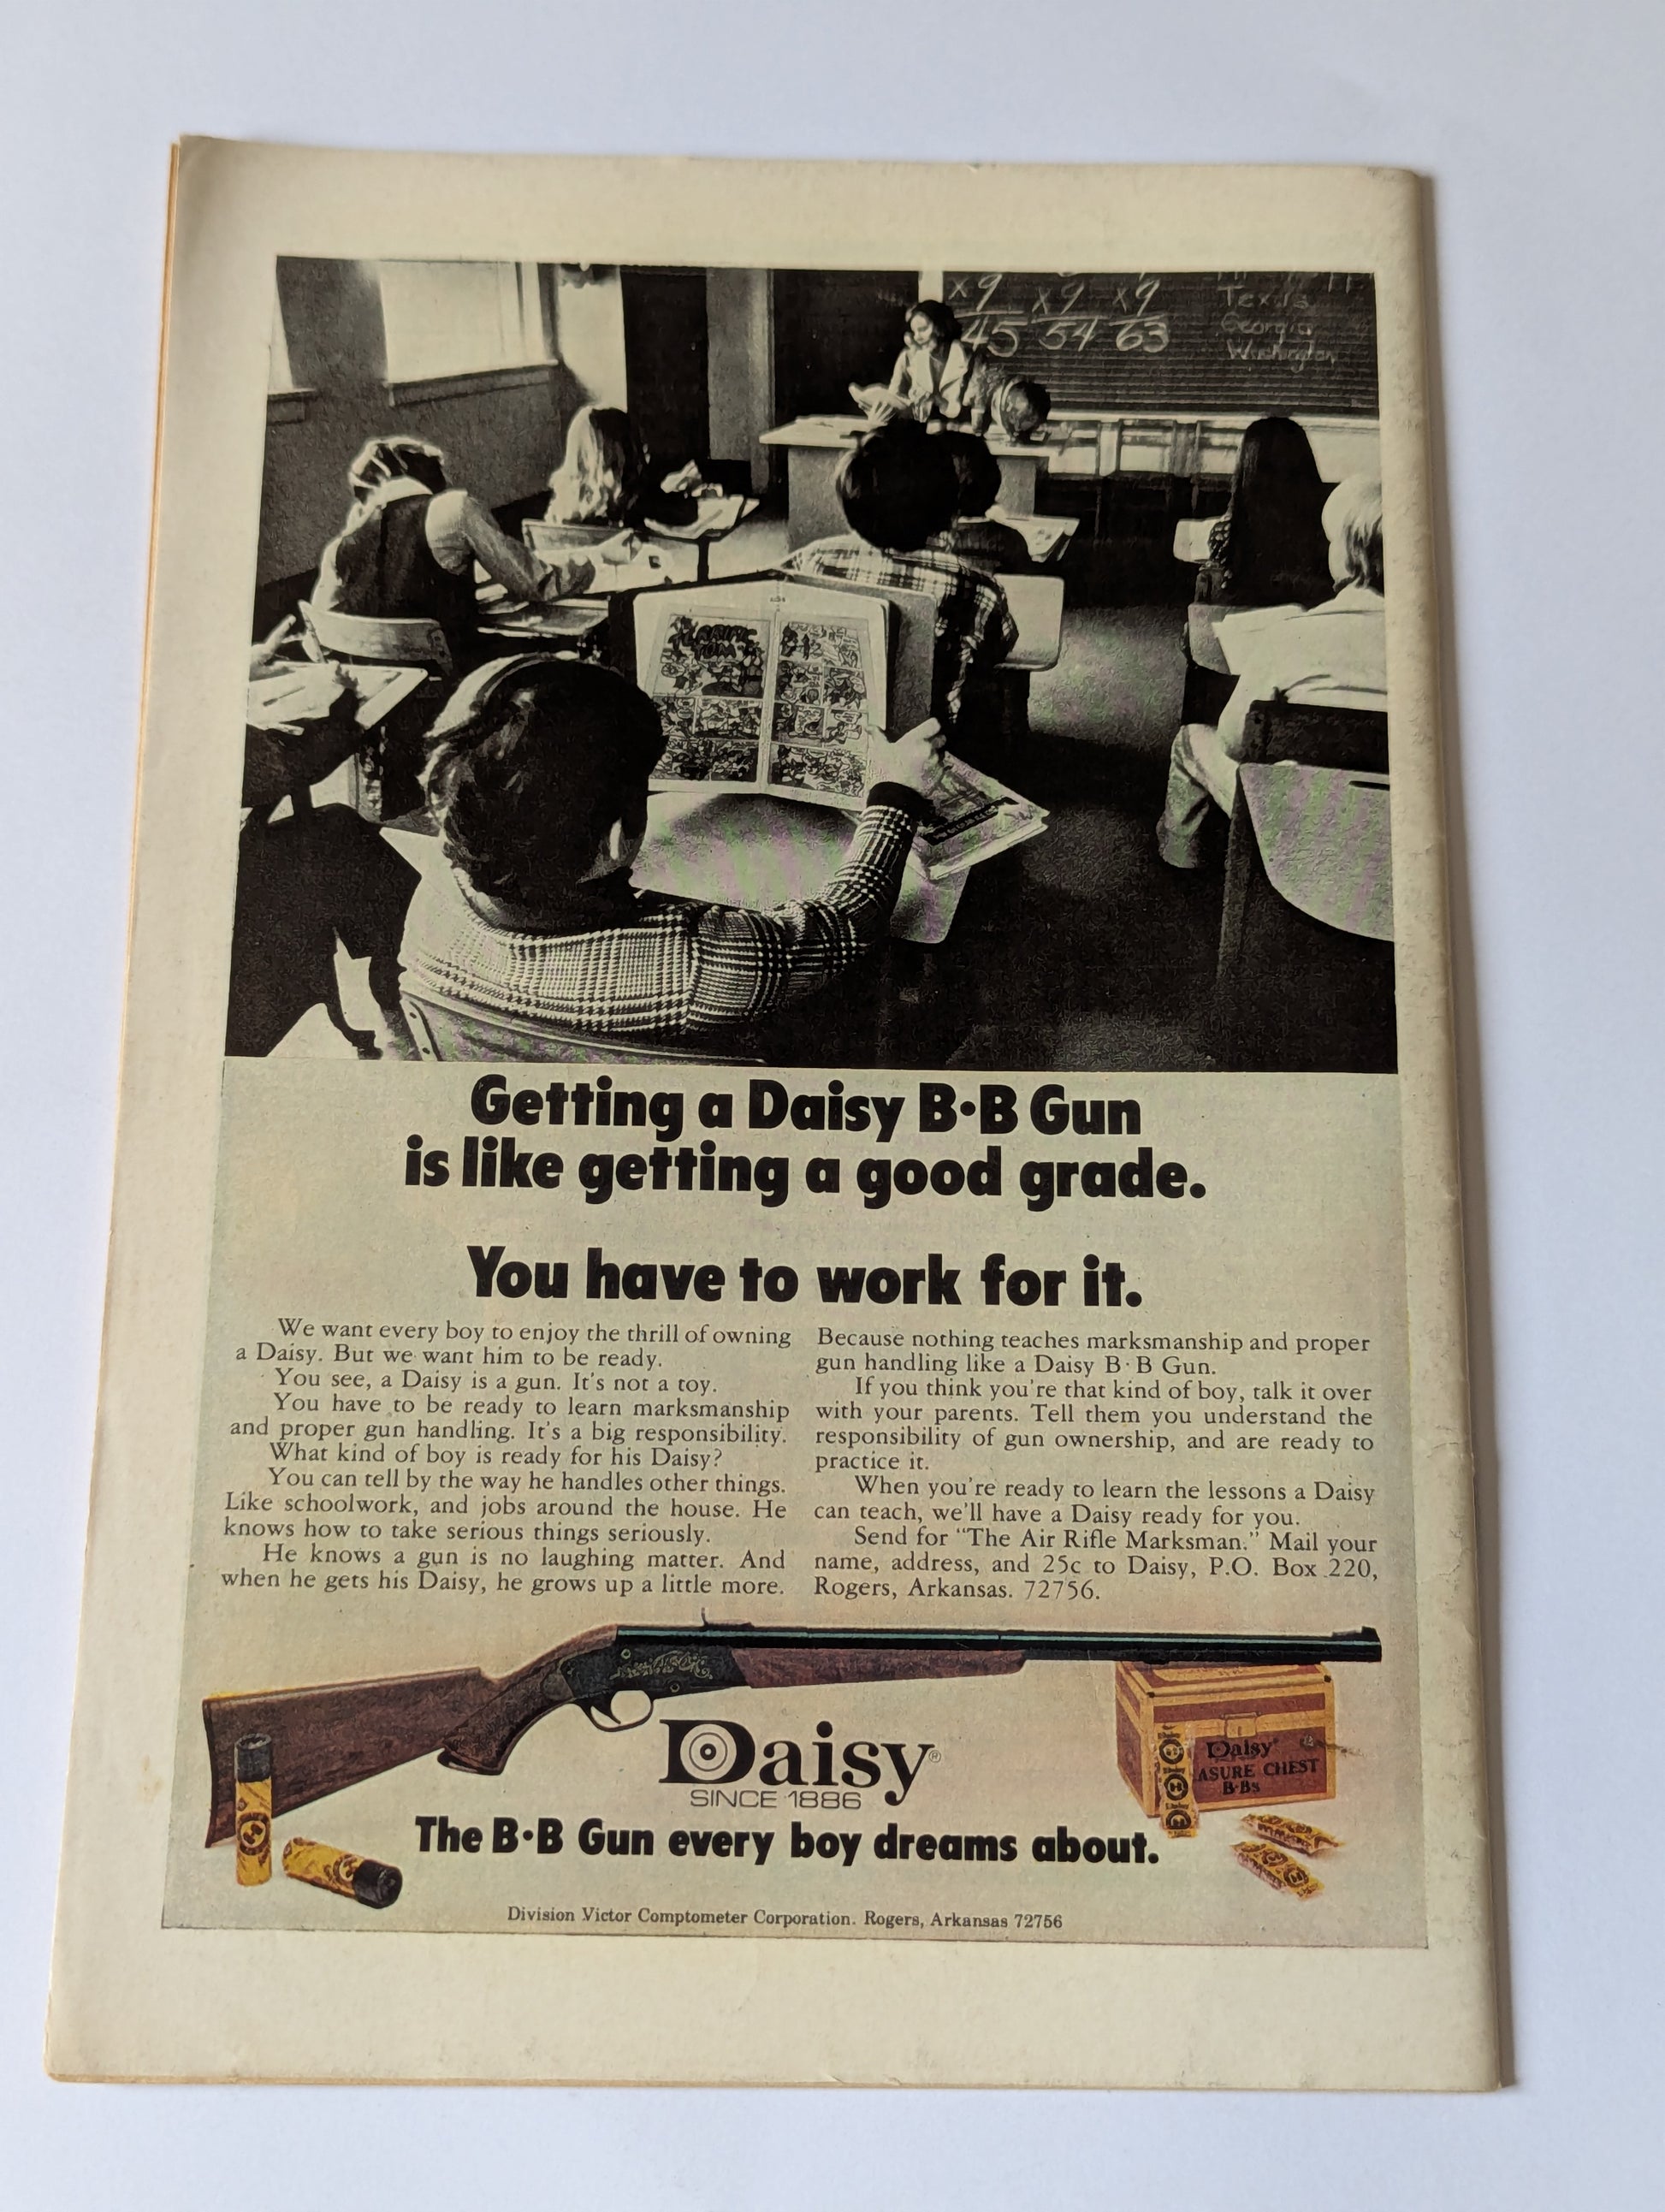 x9 x9 x9
45 54 63
Texas
Georgia
Washington
Getting a Daisy B·B Gun
is like getting a good grade.
You have to work for it.
We want every boy to enjoy the thrill of owning
a Daisy. But we want him to be ready.
You see, a Daisy is a gun. It's not a toy.
You have to be ready to learn marksmanship
and proper gun handling. It's a big responsibility.
What kind of boy is ready for his Daisy?
You can tell by the way he handles other things.
Like schoolwork, and jobs around the house. He
knows how to take serious things seriously.
He knows a gun is no laughing matter. And
when he gets his Daisy, he grows up a little more.
Because nothing teaches marksmanship and proper
gun handling like a Daisy B·B Gun.
If you think you're that kind of boy, talk it over
with your parents. Tell them you understand the
responsibility of gun ownership, and are ready to
practice it.
When you're ready to learn the lessons a Daisy
can teach, we'll have a Daisy ready for you.
Send for "The Air Rifle Marksman." Mail your
name, address, and 25c to Daisy, P.O. Box 220,
Rogers, Arkansas. 72756.
Daisy®
SINCE 1886
Daisy
ASURE CHEST
B·Bs
The B·B Gun every boy dreams about.
Division Victor Comptometer Corporation. Rogers, Arkansas 72756